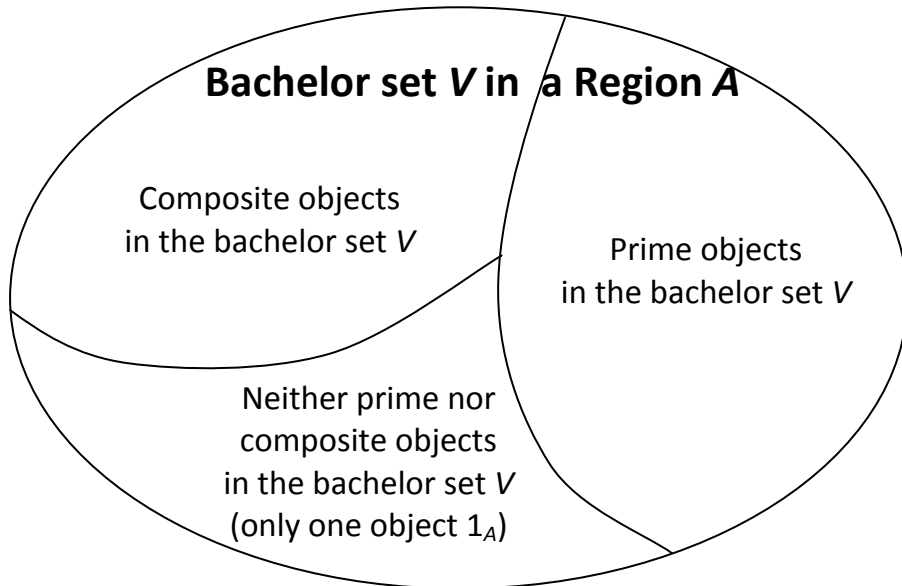 Bachelor set V in a Region A
Composite objects
in the bachelor set V
Prime objects
in the bachelor set V
Neither prime nor
composite objects
in the bachelor set V
(only one object 1_A)